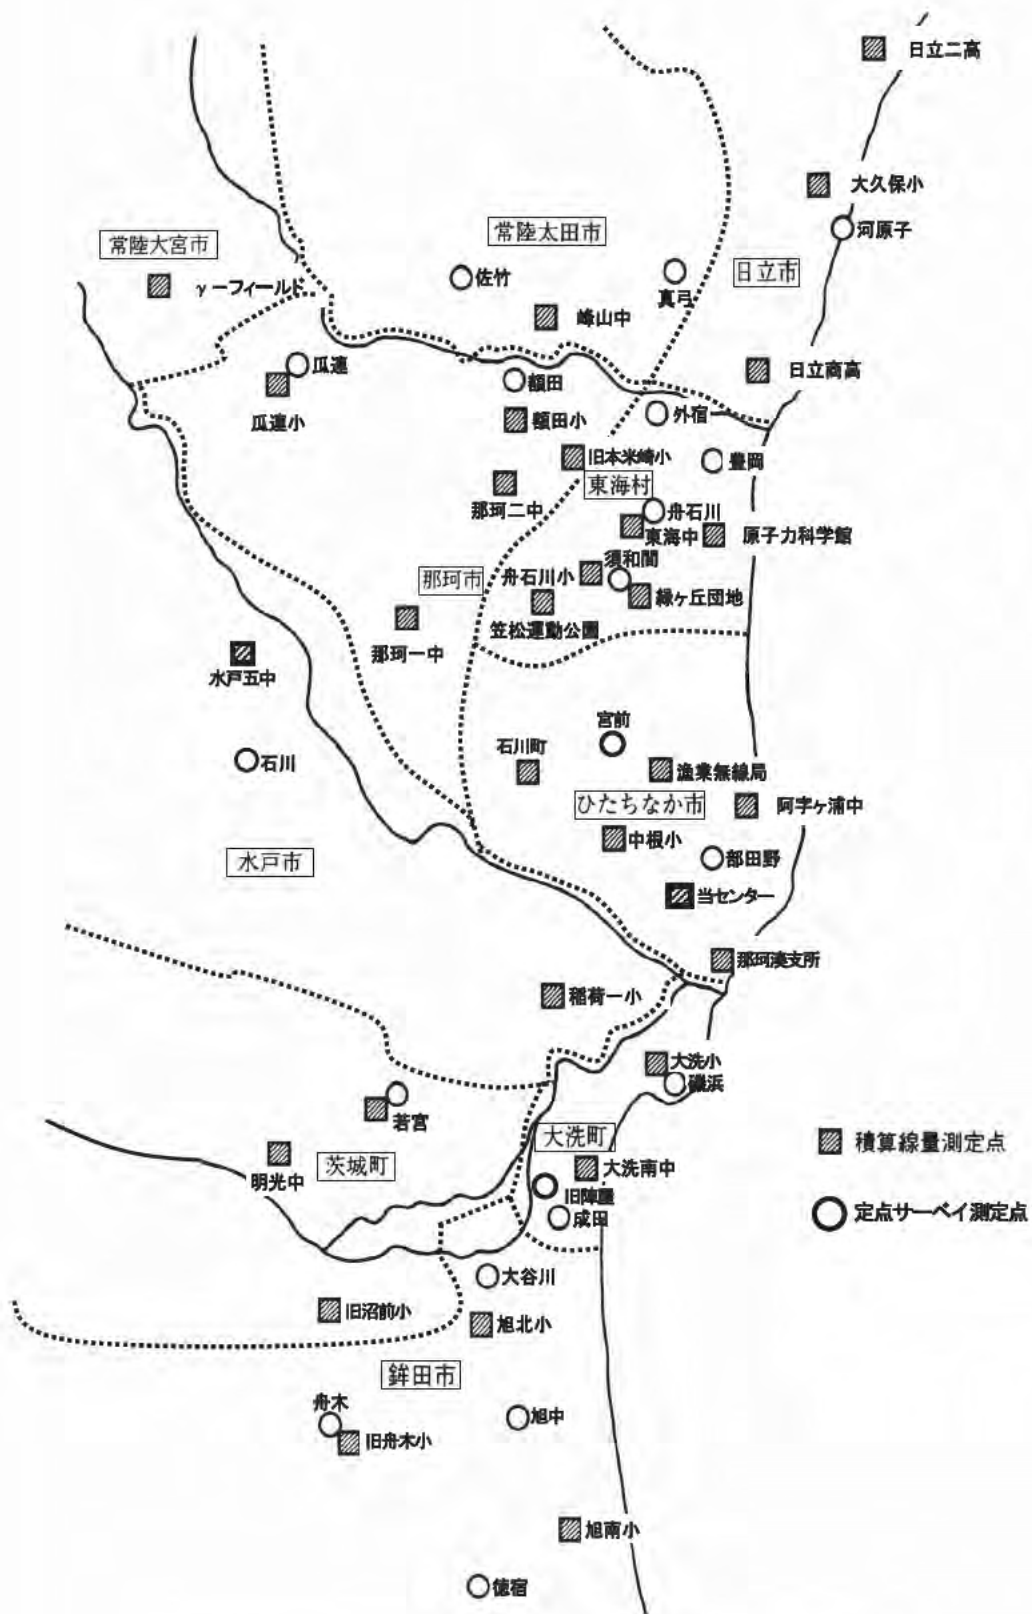 日立二高
大久保小
河原子
常陸太田市
常陸大宮市
日立市
佐竹
真弓
γーフィールド
峰山中
瓜連
日立商高
額田
瓜連小
額田小
外宿
旧本米崎小
豊岡
東海村
那珂二中
舟石川
東海中
原子力科学館
須和間
那珂市
舟石川小
緑ヶ丘団地
笠松運動公園
那珂一中
水戸五中
宮前
石川町
石川
漁業無線局
ひたちなか市
阿字ヶ浦中
中根小
水戸市
部田野
当センター
那珂湊支所
稲荷一小
大洗小
磯浜
若宮
大洗町
積算線量測定点
茨城町
大洗南中
明光中
旧陣屋
定点サーベイ測定点
成田
大谷川
旧沼前小
旭北小
鉾田市
舟木
旭中
旧舟木小
旭南小
徳宿